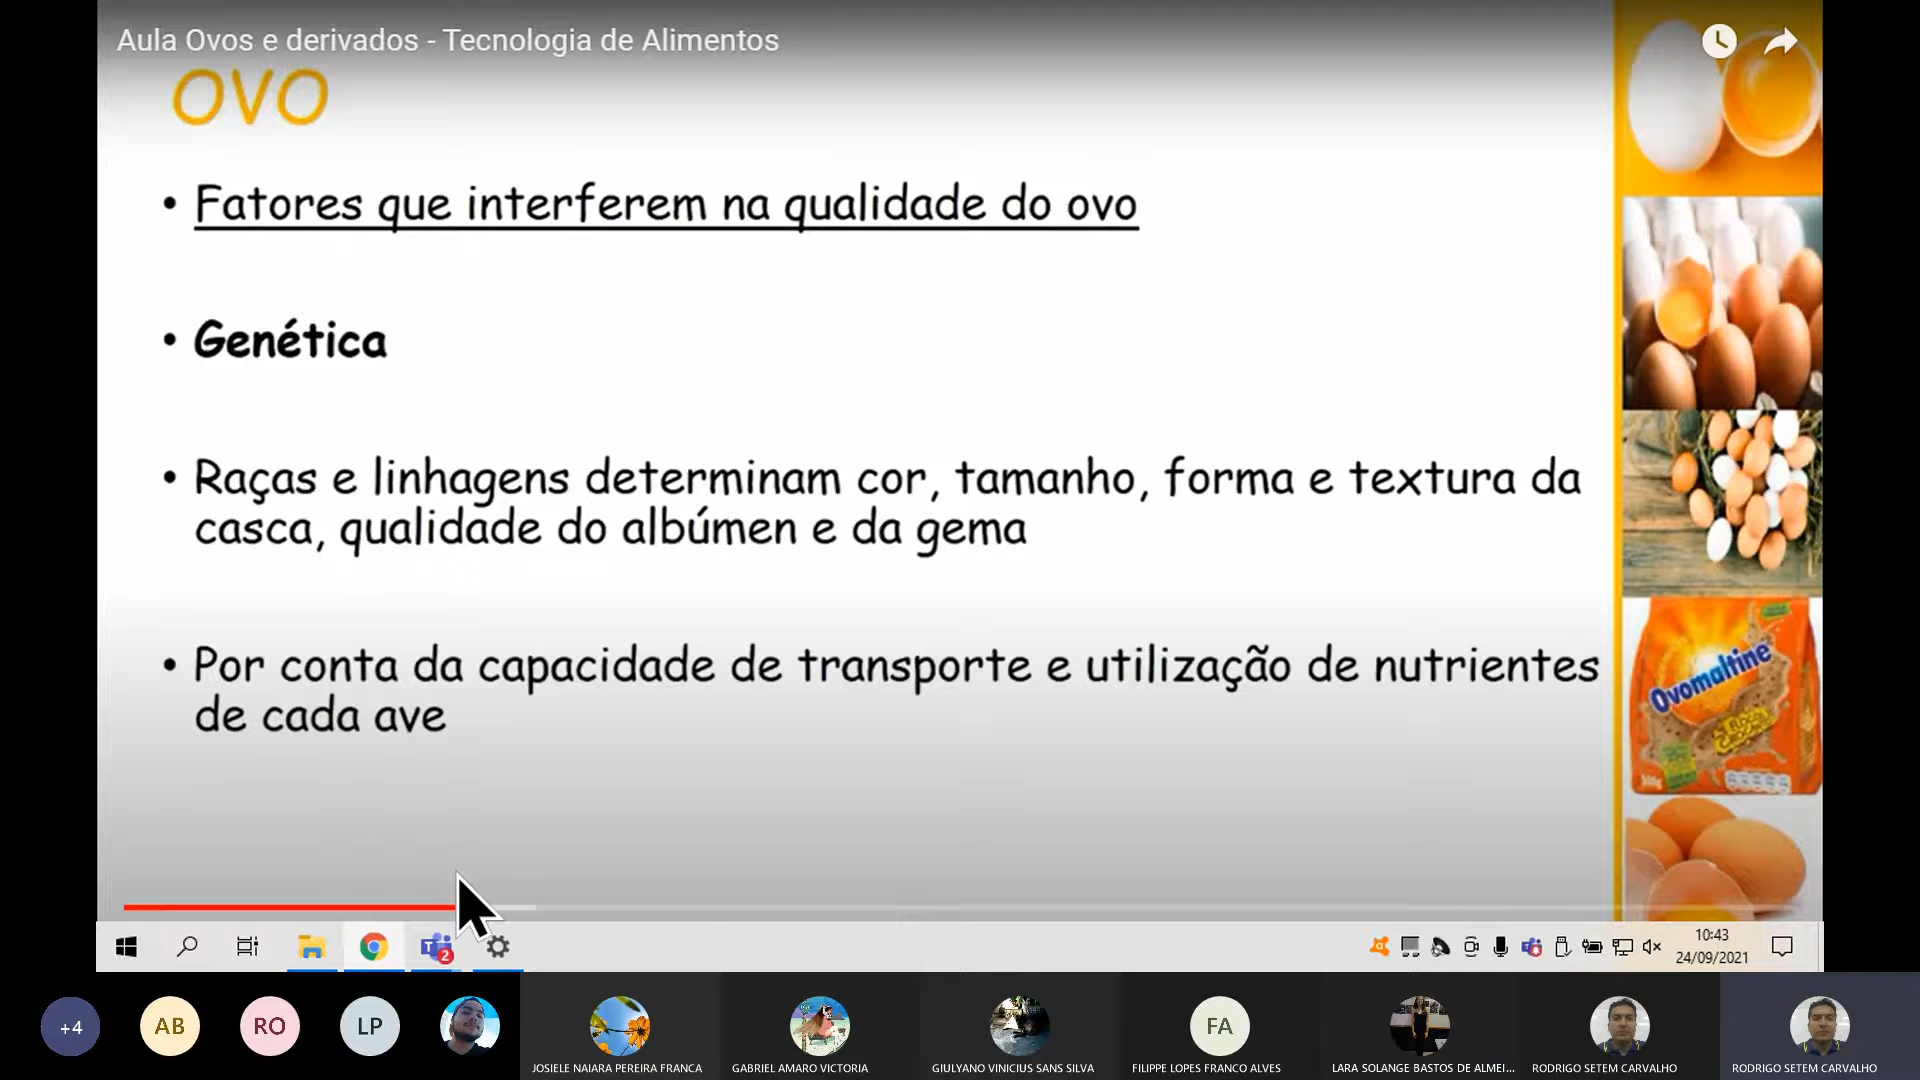 Aula Ovos e derivados - Tecnologia de Alimentos
OVO
• Fatores que interferem na qualidade do ovo
• Genética
• Raças e linhagens determinam cor, tamanho, forma e textura da
casca, qualidade do albúmen e da gema
• Por conta da capacidade de transporte e utilização de nutrientes
de cada ave
Ovomaltine
2
10:43
24/09/2021
+4
AB
RO
LP
FA
JOSIELE NAIARA PEREIRA FRANCA
GABRIEL AMARO VICTORIA
GIULYANO VINICIUS SANS SILVA
FILIPPE LOPES FRANCO ALVES
LARA SOLANGE BASTOS DE ALMEI...
RODRIGO SETEM CARVALHO
RODRIGO SETEM CARVALHO